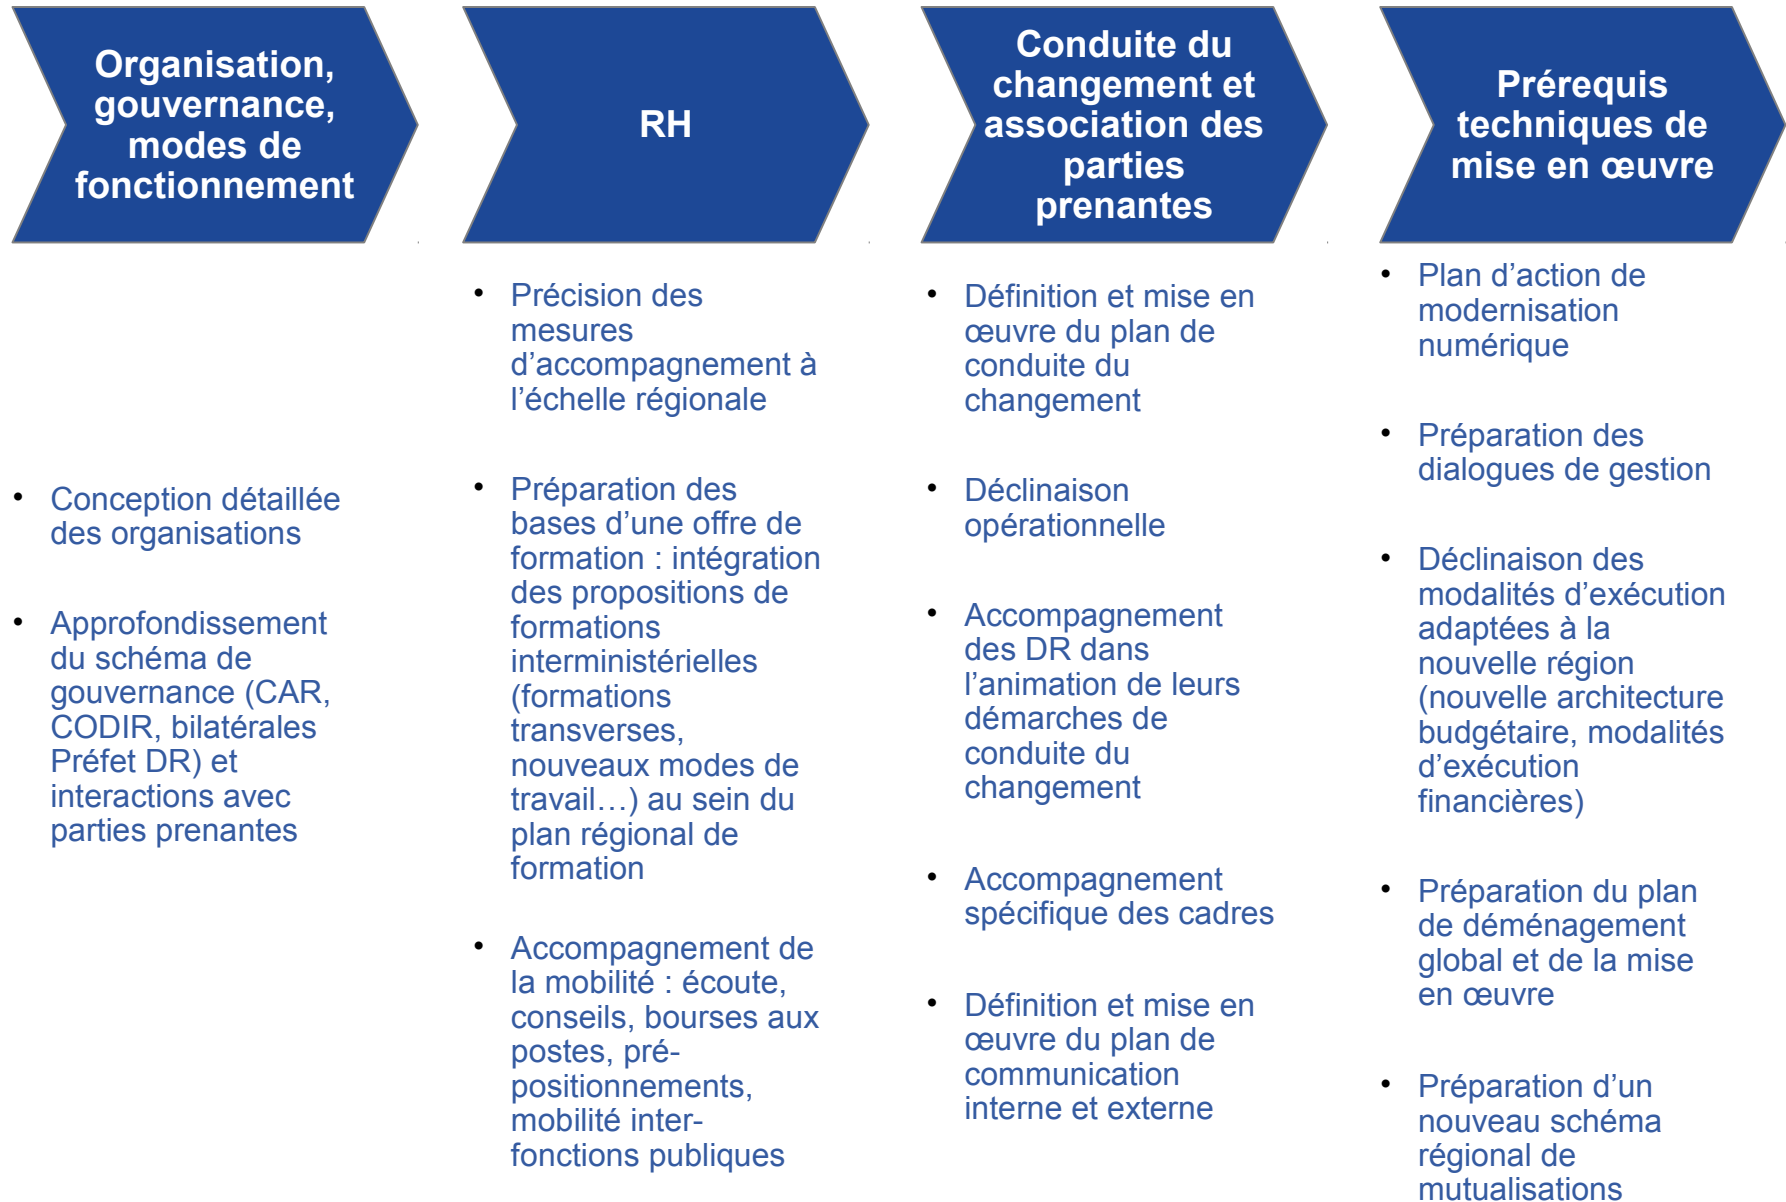 Organisation,
gouvernance,
modes de
fonctionnement
RH
Conduite du
changement et
association des
parties
prenantes
Prérequis
techniques de
mise en œuvre
• Conception détaillée
des organisations
• Approfondissement
du schéma de
gouvernance (CAR,
CODIR, bilatérales
Préfet DR) et
interactions avec
parties prenantes
• Précision des
mesures
d’accompagnement à
l’échelle régionale
• Préparation des
bases d’une offre de
formation : intégration
des propositions de
formations
interministérielles
(formations
transverses,
nouveaux modes de
travail…) au sein du
plan régional de
formation
• Accompagnement de
la mobilité : écoute,
conseils, bourses aux
postes, pré-
positionnements,
mobilité inter-
fonctions publiques
• Définition et mise en
œuvre du plan de
conduite du
changement
• Déclinaison
opérationnelle
• Accompagnement
des DR dans
l’animation de leurs
démarches de
conduite du
changement
• Accompagnement
spécifique des cadres
• Définition et mise en
œuvre du plan de
communication
interne et externe
• Plan d’action de
modernisation
numérique
• Préparation des
dialogues de gestion
• Déclinaison des
modalités d’exécution
adaptées à la
nouvelle région
(nouvelle architecture
budgétaire, modalités
d’exécution
financières)
• Préparation du plan
de déménagement
global et de la mise
en œuvre
• Préparation d’un
nouveau schéma
régional de
mutualisations